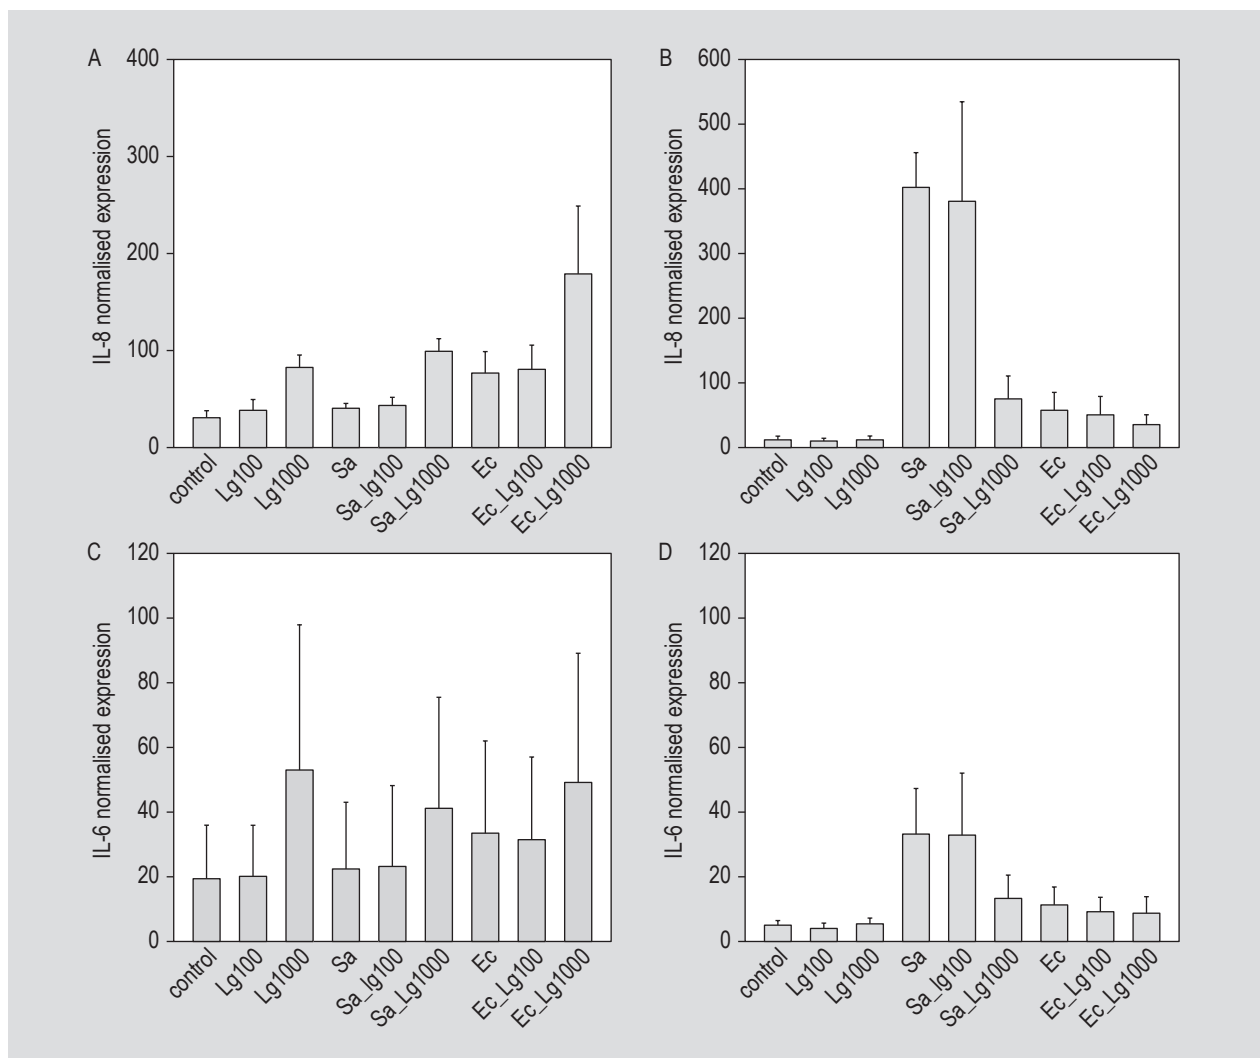 A
400
300
200
100
0
IL-8 normalised expression
control
Lg100
Lg1000
Sa
Sa_lg100
Sa_Lg1000
Ec
Ec_Lg100
Ec_Lg1000
B
600
500
400
300
200
100
0
IL-8 normalised expression
control
Lg100
Lg1000
Sa
Sa_lg100
Sa_Lg1000
Ec
Ec_Lg100
Ec_Lg1000
C
120
100
80
60
40
20
0
IL-6 normalised expression
control
Lg100
Lg1000
Sa
Sa_lg100
Sa_Lg1000
Ec
Ec_Lg100
Ec_Lg1000
D
120
100
80
60
40
20
0
IL-6 normalised expression
control
Lg100
Lg1000
Sa
Sa_lg100
Sa_Lg1000
Ec
Ec_Lg100
Ec_Lg1000